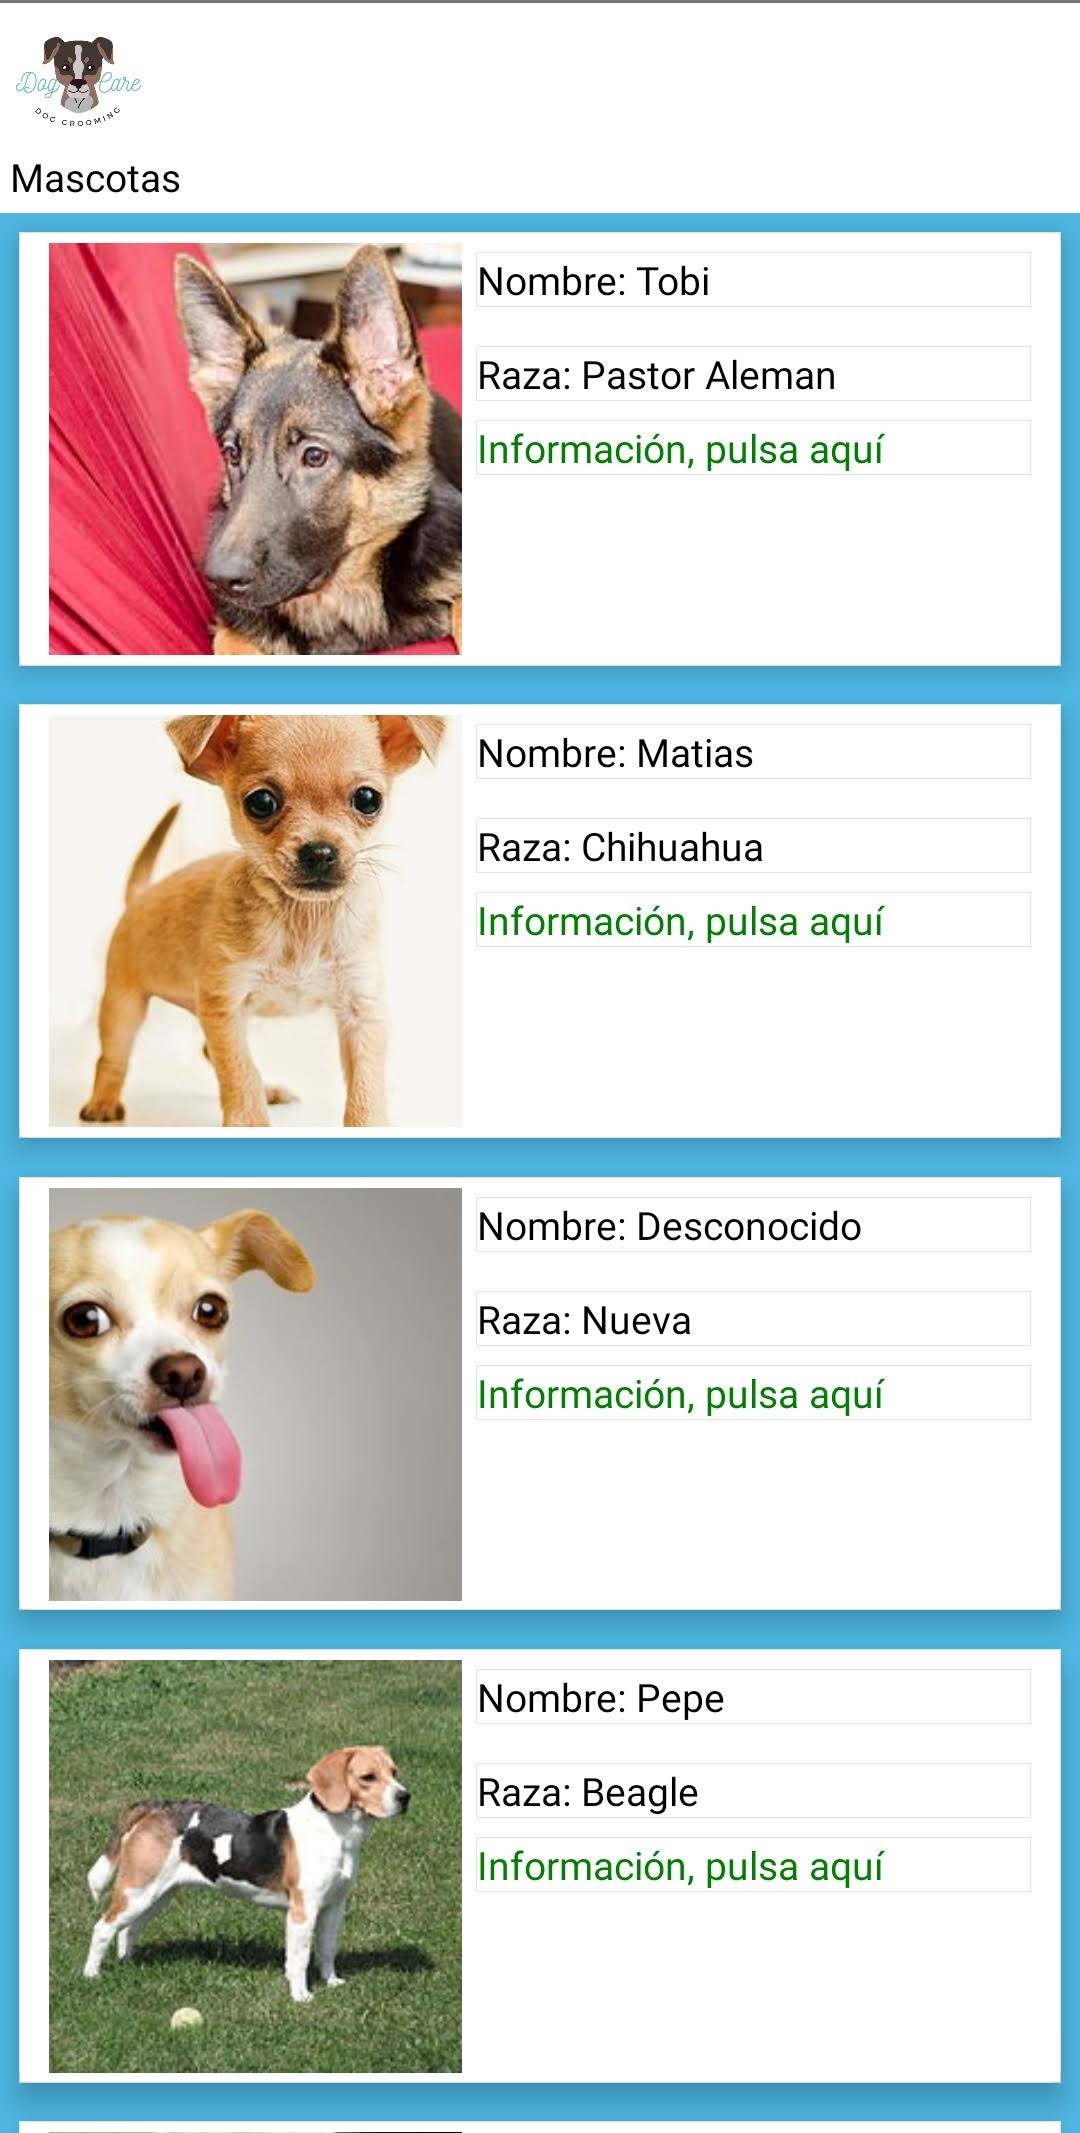 Dog Care
DOG GROOMING
Mascotas
Nombre: Tobi
Raza: Pastor Aleman
Información, pulsa aquí
Nombre: Matias
Raza: Chihuahua
Información, pulsa aquí
Nombre: Desconocido
Raza: Nueva
Información, pulsa aquí
Nombre: Pepe
Raza: Beagle
Información, pulsa aquí